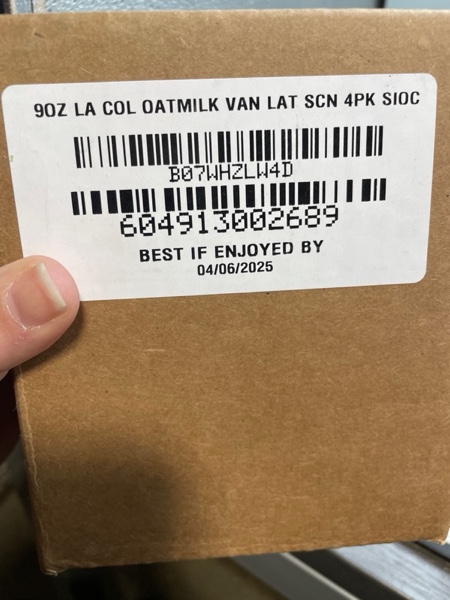 9OZ LA COL OATMILK VAN LAT SCN 4PK SIOC
B07WHZLW4D
604913002689
BEST IF ENJOYED BY
04/06/2025